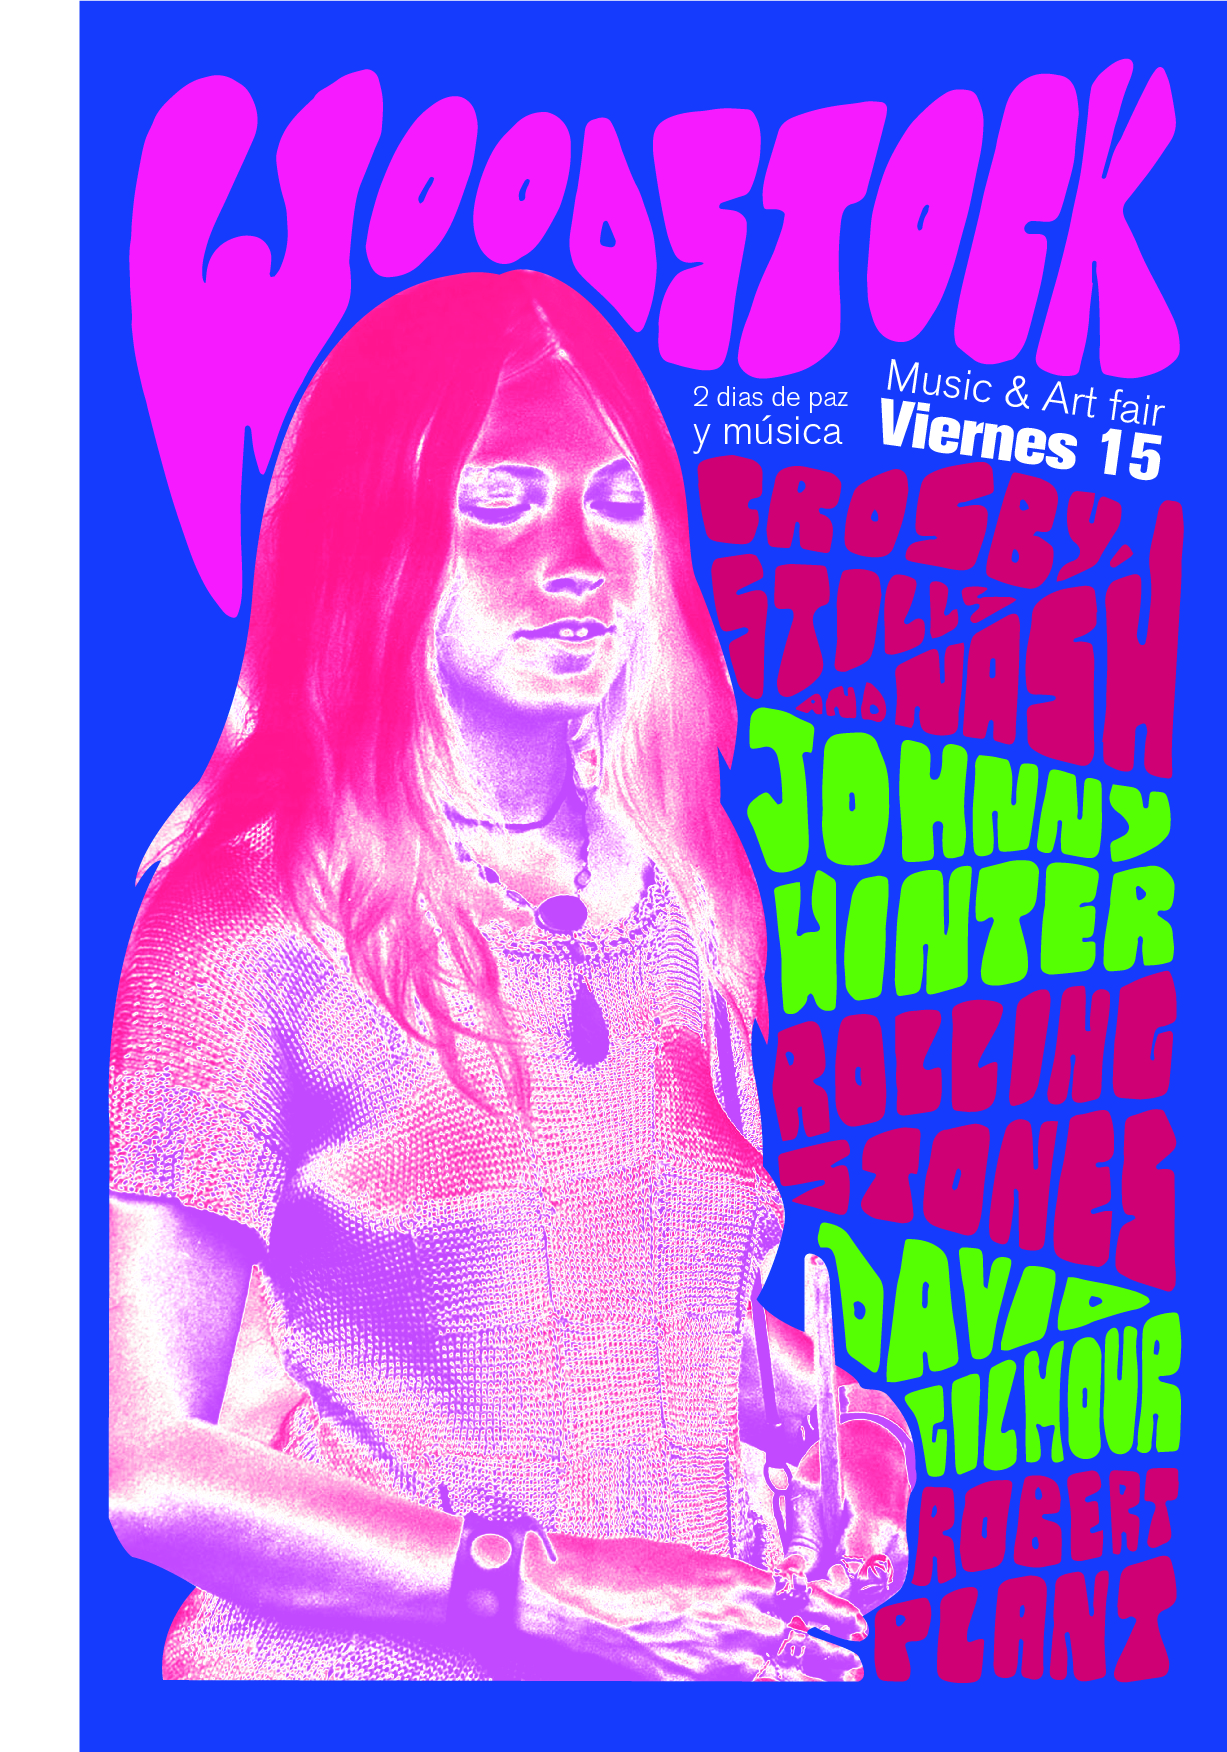 WOODSTOCK
2 dias de paz
y música
Music & Art fair
Viernes 15
CROSBY,
STILLS
AND NASH
JOHNNY
WINTER
ROLLING
STONES
DAVID
GILMOUR
ROBERT
PLANT